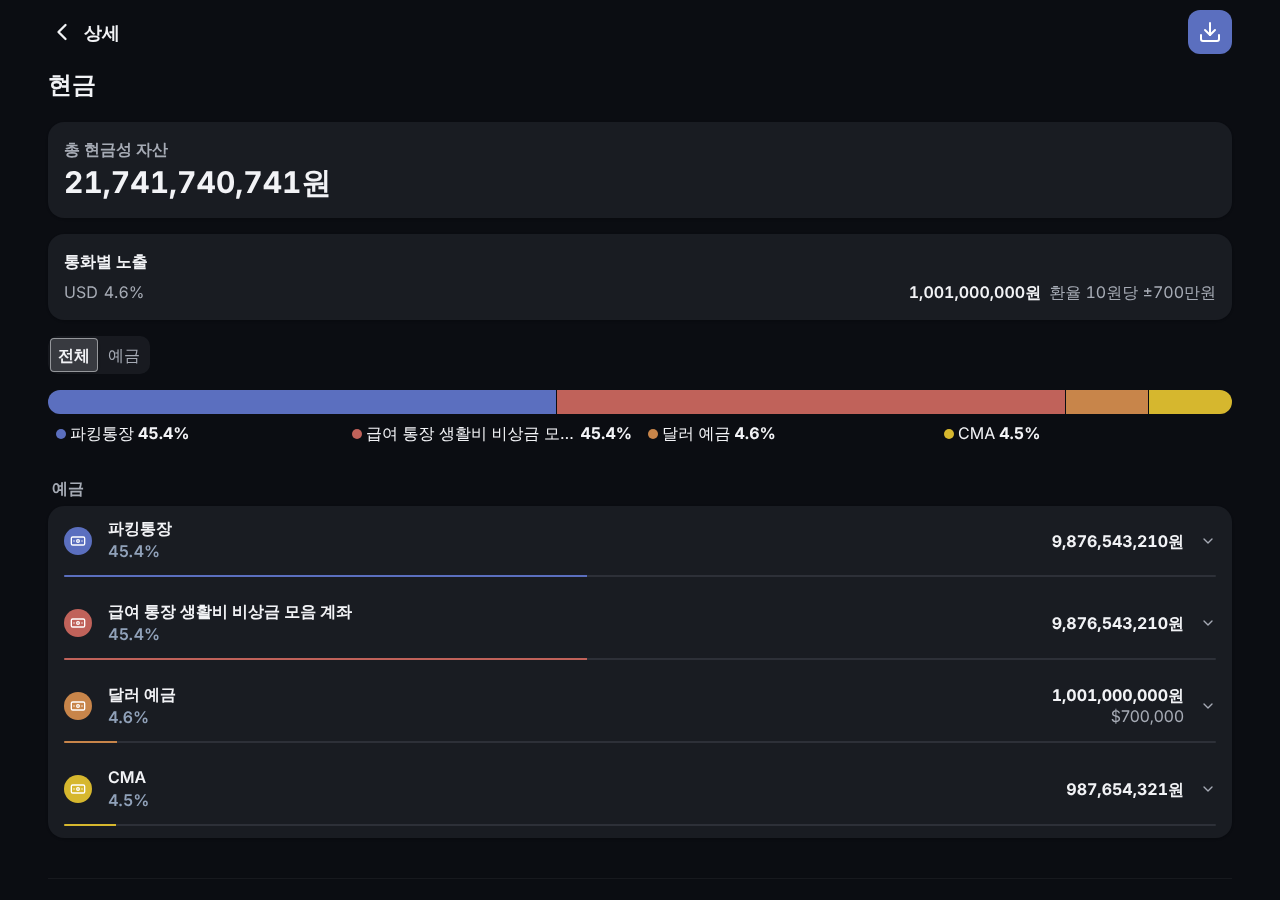 상세
현금
총 현금성 자산
21,741,740,741원
통화별 노출
USD 4.6% 1,001,000,000원 환율 10원당 ±700만원
전체 예금
파킹통장 45.4% 급여 통장 생활비 비상금 모... 45.4% 달러 예금 4.6% CMA 4.5%
예금
파킹통장
45.4%
9,876,543,210원
급여 통장 생활비 비상금 모음 계좌
45.4%
9,876,543,210원
달러 예금
4.6%
1,001,000,000원
$700,000
CMA
4.5%
987,654,321원